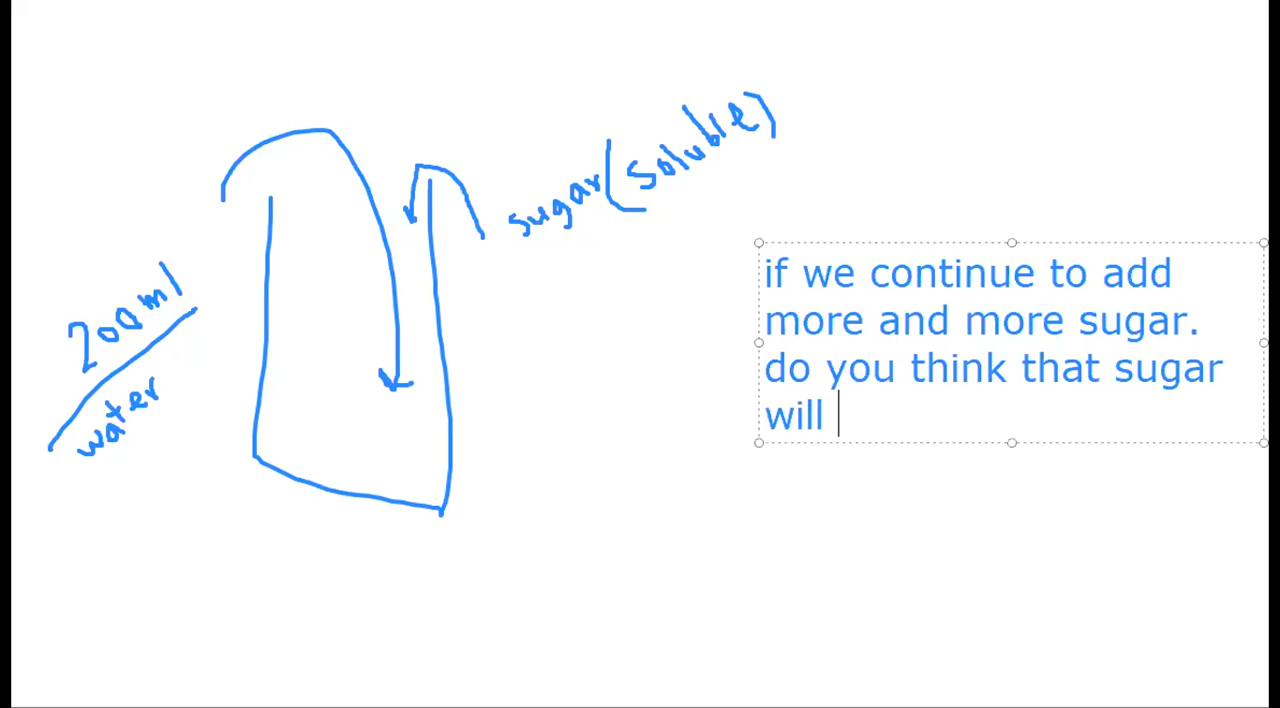 sugar(soluble)
200ml
water
if we continue to add
more and more sugar.
do you think that sugar
will